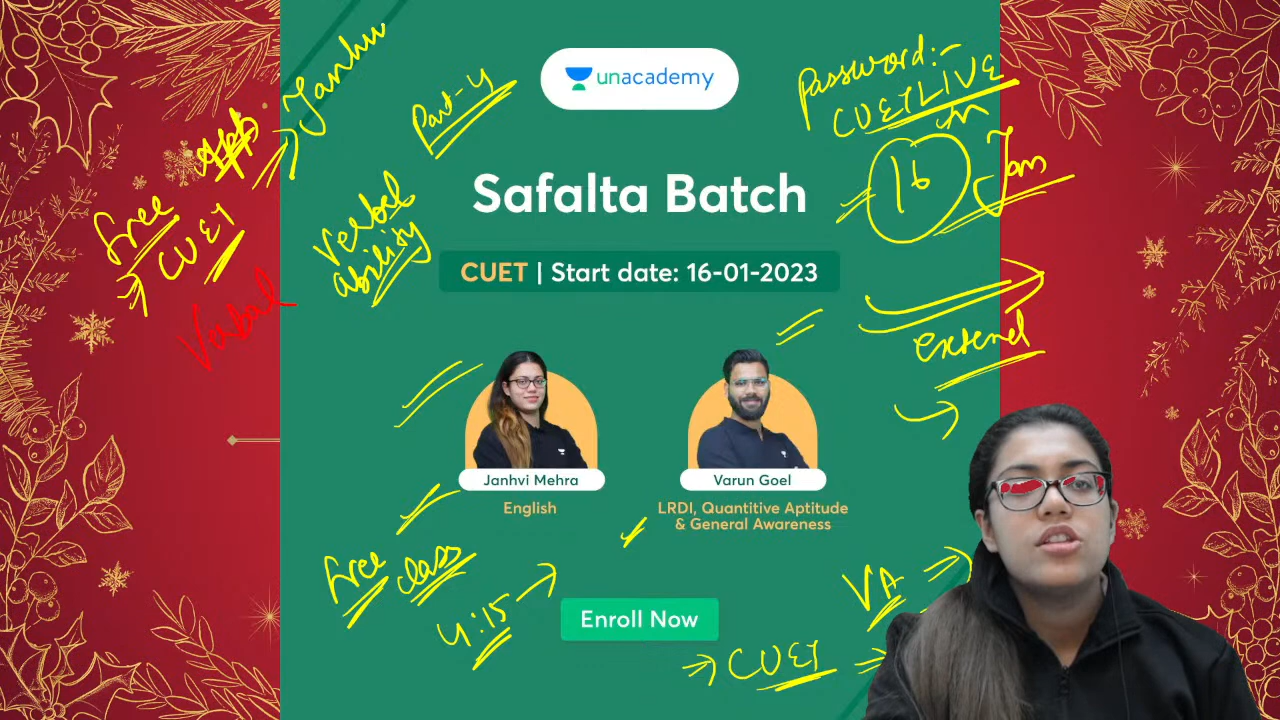 unacademy
Safalta Batch
CUET | Start date: 16-01-2023
Janhvi Mehra
English
Varun Goel
LRDI, Quantitive Aptitude
& General Awareness
Enroll Now
Part-4
Password:-
CUETLIVE
16 Jan
extend
Free App
CUET
Verbal
Verbal
ability
Free class
4:15
VA
CUET